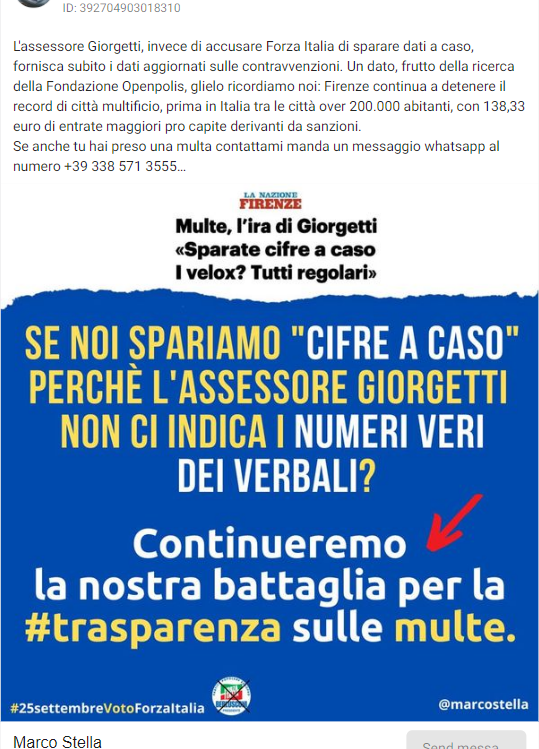 ID: 392704903018310
L'assessore Giorgetti, invece di accusare Forza Italia di sparare dati a caso,
fornisca subito i dati aggiornati sulle contravvenzioni. Un dato, frutto della ricerca
della Fondazione Openpolis, glielo ricordiamo noi: Firenze continua a detenere il
record di città multificio, prima in Italia tra le città over 200.000 abitanti, con 138,33
euro di entrate maggiori pro capite derivanti da sanzioni.
Se anche tu hai preso una multa contattami manda un messaggio whatsapp al
numero +39 338 571 3555...
LA NAZIONE
FIRENZE
Multe, l'ira di Giorgetti
«Sparate cifre a caso
I velox? Tutti regolari»
SE NOI SPARIAMO "CIFRE A CASO"
PERCHÈ L'ASSESSORE GIORGETTI
NON CI INDICA I NUMERI VERI
DEI VERBALI?
Continueremo
la nostra battaglia per la
#trasparenza sulle multe.
#25settembreVotoForzaItalia
@marcostella
Marco Stella
Send messa